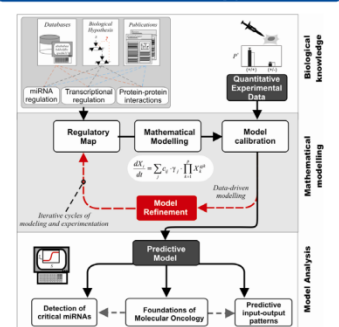 Databases
Biological
Hypothesis
Publications
miRNA
regulation
Transcriptional
regulation
Protein-protein
interactions
Quantitative
Experimental
Data
Biological
knowledge
Regulatory
Map
Mathematical
Modelling
Model
calibration
Data-driven
modelling
Model
Refinement
Iterative cycles of
modeling and experimentation
Mathematical
modelling
Predictive
Model
Detection of
critical miRNAs
Foundations of
Molecular Oncology
Predictive
input-output
patterns
Model Analysis